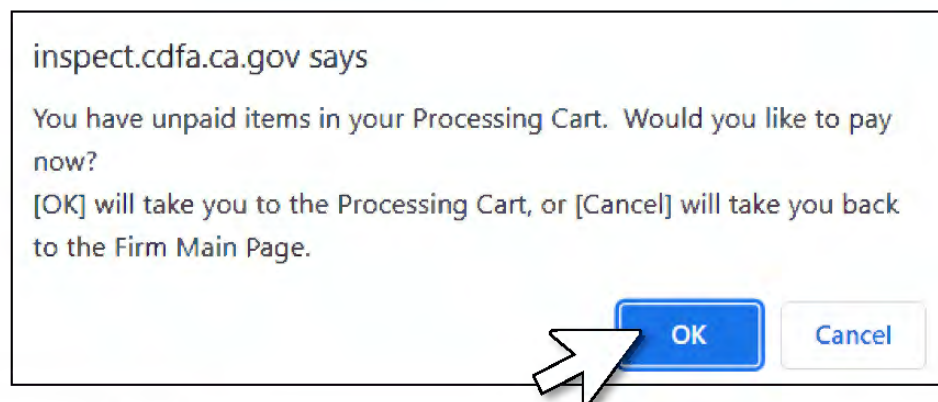 inspect.cdfa.ca.gov says
You have unpaid items in your Processing Cart.  Would you like to pay
now?
[OK] will take you to the Processing Cart, or [Cancel] will take you back
to the Firm Main Page.
OK
Cancel